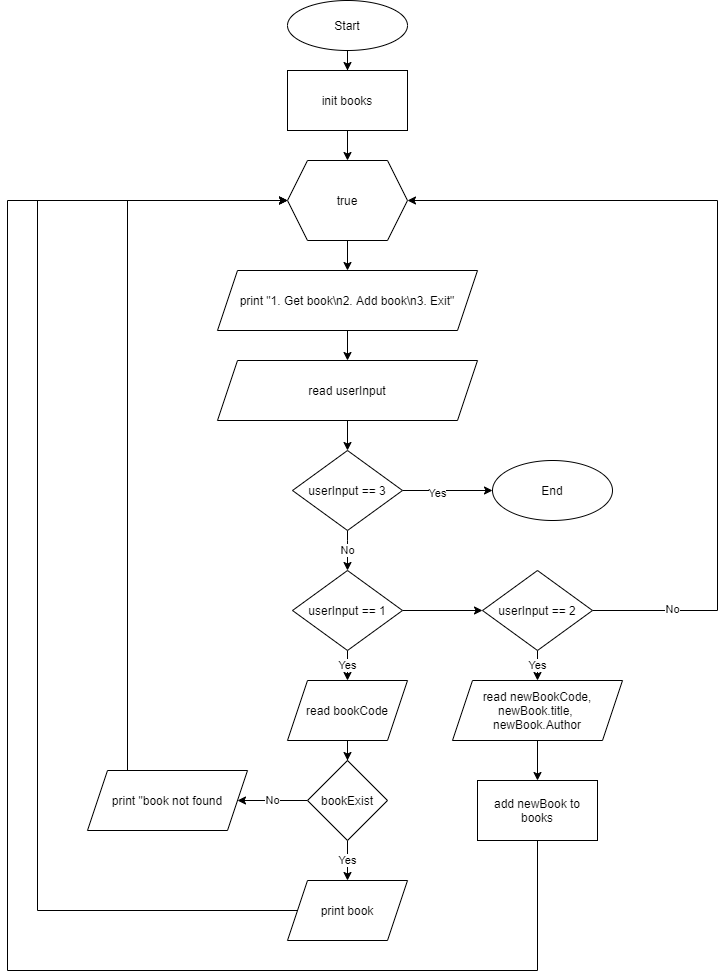 Start
init books
true
print "1. Get book\n2. Add book\n3. Exit"
read userInput
userInput == 3
Yes
End
No
userInput == 1
userInput == 2
No
Yes
Yes
read bookCode
read newBookCode,
newBook.title,
newBook.Author
print "book not found
No
bookExist
add newBook to
books
Yes
print book